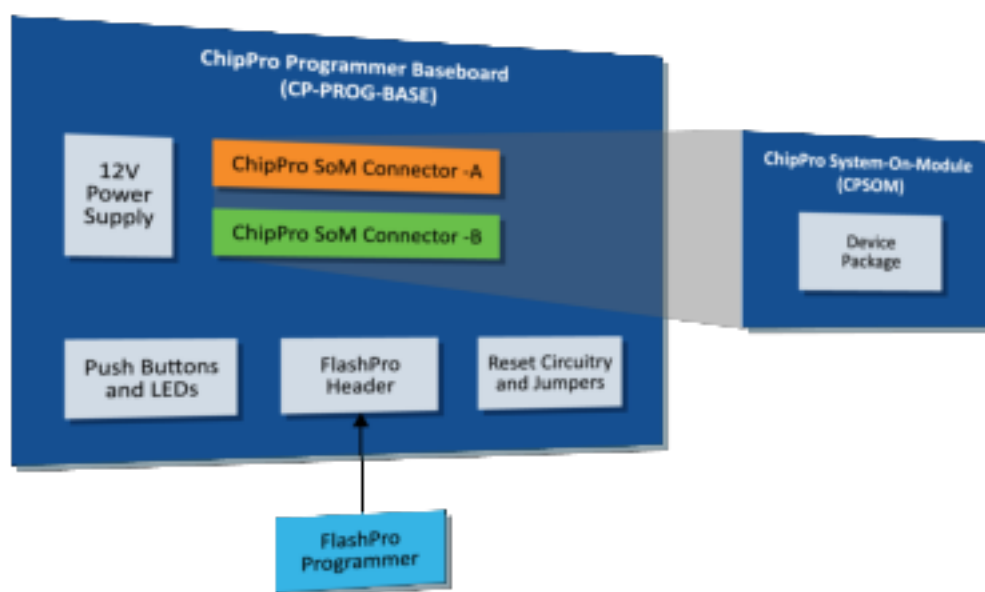 ChipPro Programmer Baseboard
(CP-PROG-BASE)
12V
Power
Supply
ChipPro SoM Connector -A
ChipPro SoM Connector -B
ChipPro System-On-Module
(CPSOM)
Device
Package
Push Buttons
and LEDs
FlashPro
Header
Reset Circuitry
and Jumpers
FlashPro
Programmer